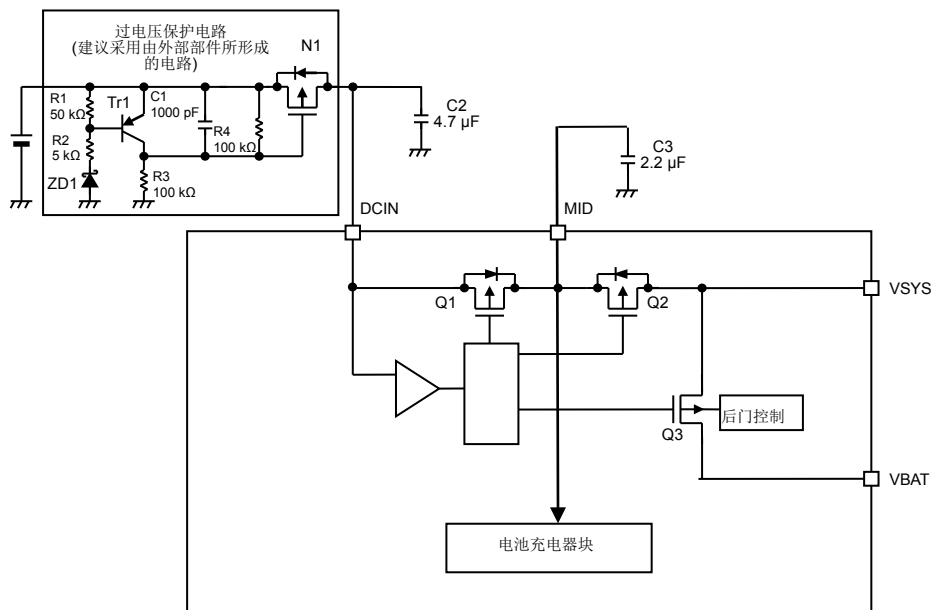 过电压保护电路
(建议采用由外部部件所形成
的电路)
N1
R1
50 kΩ
Tr1
C1
1000 pF
R2
5 kΩ
R4
100 kΩ
ZD1
R3
100 kΩ
C2
4.7 µF
C3
2.2 µF
DCIN
MID
Q1
Q2
VSYS
后门控制
Q3
VBAT
电池充电器块